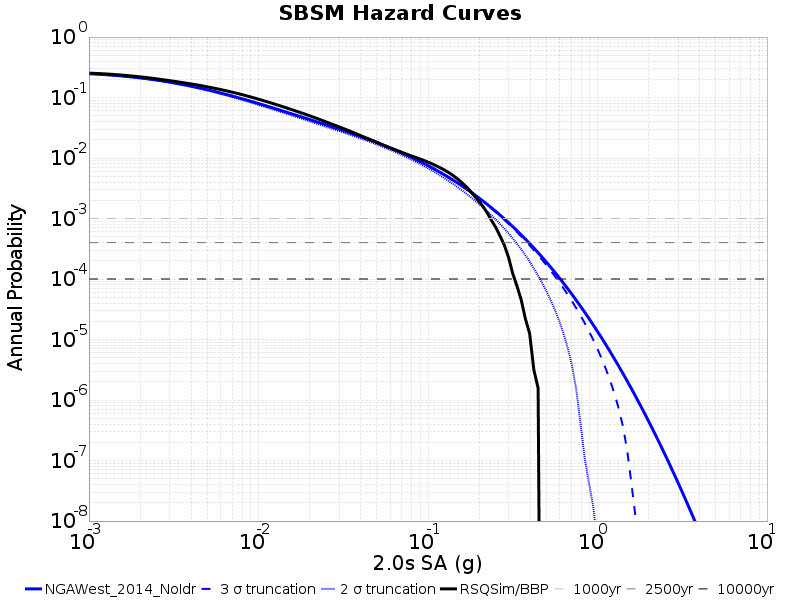 SBSM Hazard Curves
Annual Probability
10^0
10^-1
10^-2
10^-3
10^-4
10^-5
10^-6
10^-7
10^-8
10^-3 10^-2 10^-1 10^0 10^1
2.0s SA (g)
NGAWest_2014_NoIdr 3 σ truncation 2 σ truncation RSQSim/BBP 1000yr 2500yr 10000yr